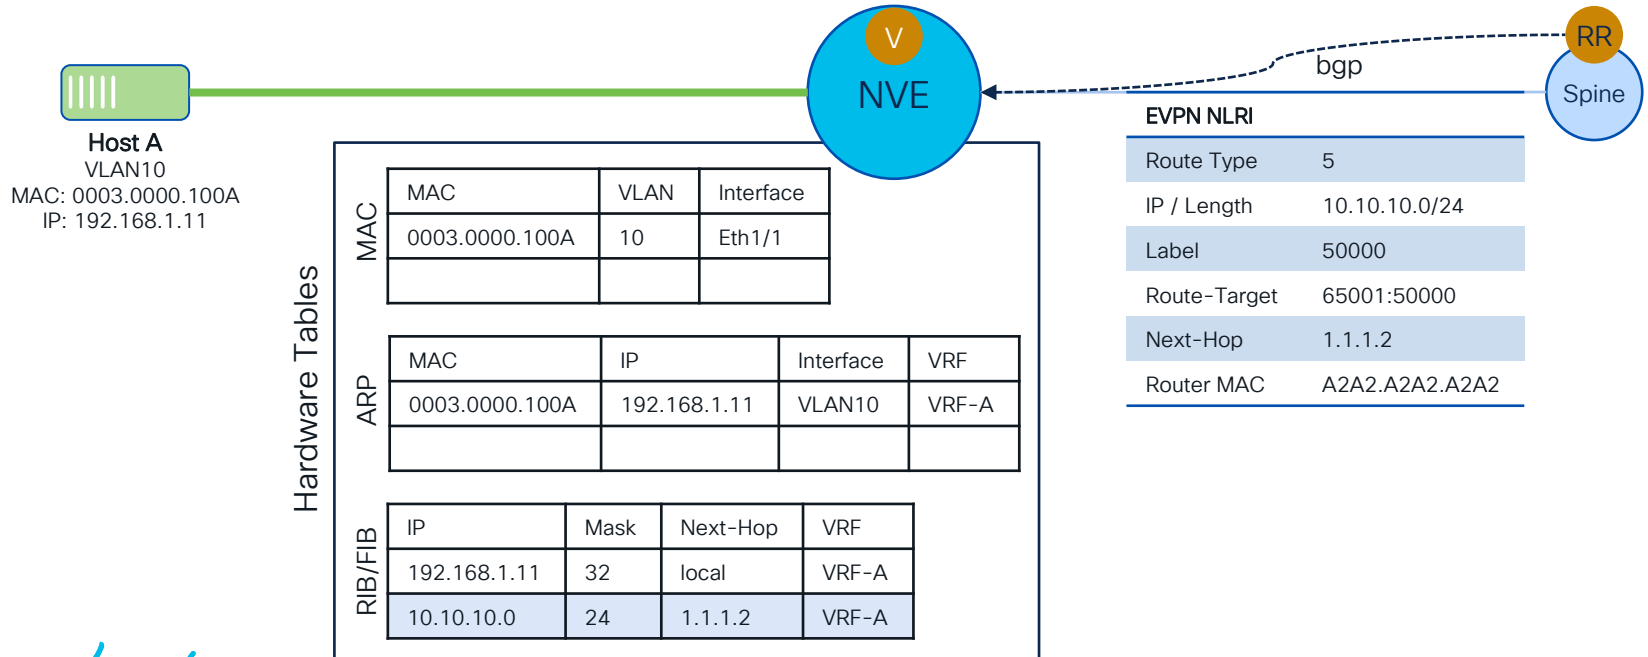 V
NVE
RR
bgp
Spine
Host A
VLAN10
MAC: 0003.0000.100A
IP: 192.168.1.11
Hardware Tables
MAC
MAC VLAN Interface
0003.0000.100A 10 Eth1/1
ARP
MAC IP Interface VRF
0003.0000.100A 192.168.1.11 VLAN10 VRF-A
RIB/FIB
IP Mask Next-Hop VRF
192.168.1.11 32 local VRF-A
10.10.10.0 24 1.1.1.2 VRF-A
EVPN NLRI
Route Type 5
IP / Length 10.10.10.0/24
Label 50000
Route-Target 65001:50000
Next-Hop 1.1.1.2
Router MAC A2A2.A2A2.A2A2